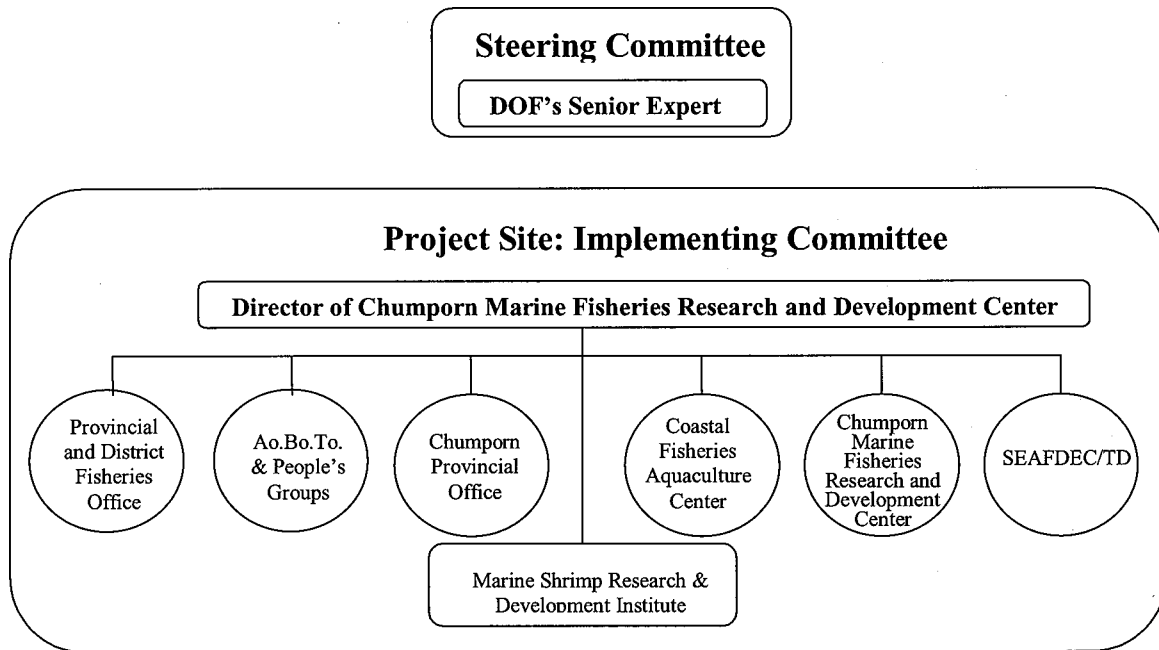 Steering Committee
DOF's Senior Expert
Project Site: Implementing Committee
Director of Chumporn Marine Fisheries Research and Development Center
Provincial
and District
Fisheries
Office
Ao.Bo.To.
& People's
Groups
Chumporn
Provincial
Office
Coastal
Fisheries
Aquaculture
Center
Chumporn
Marine
Fisheries
Research and
Development
Center
SEAFDEC/TD
Marine Shrimp Research &
Development Institute